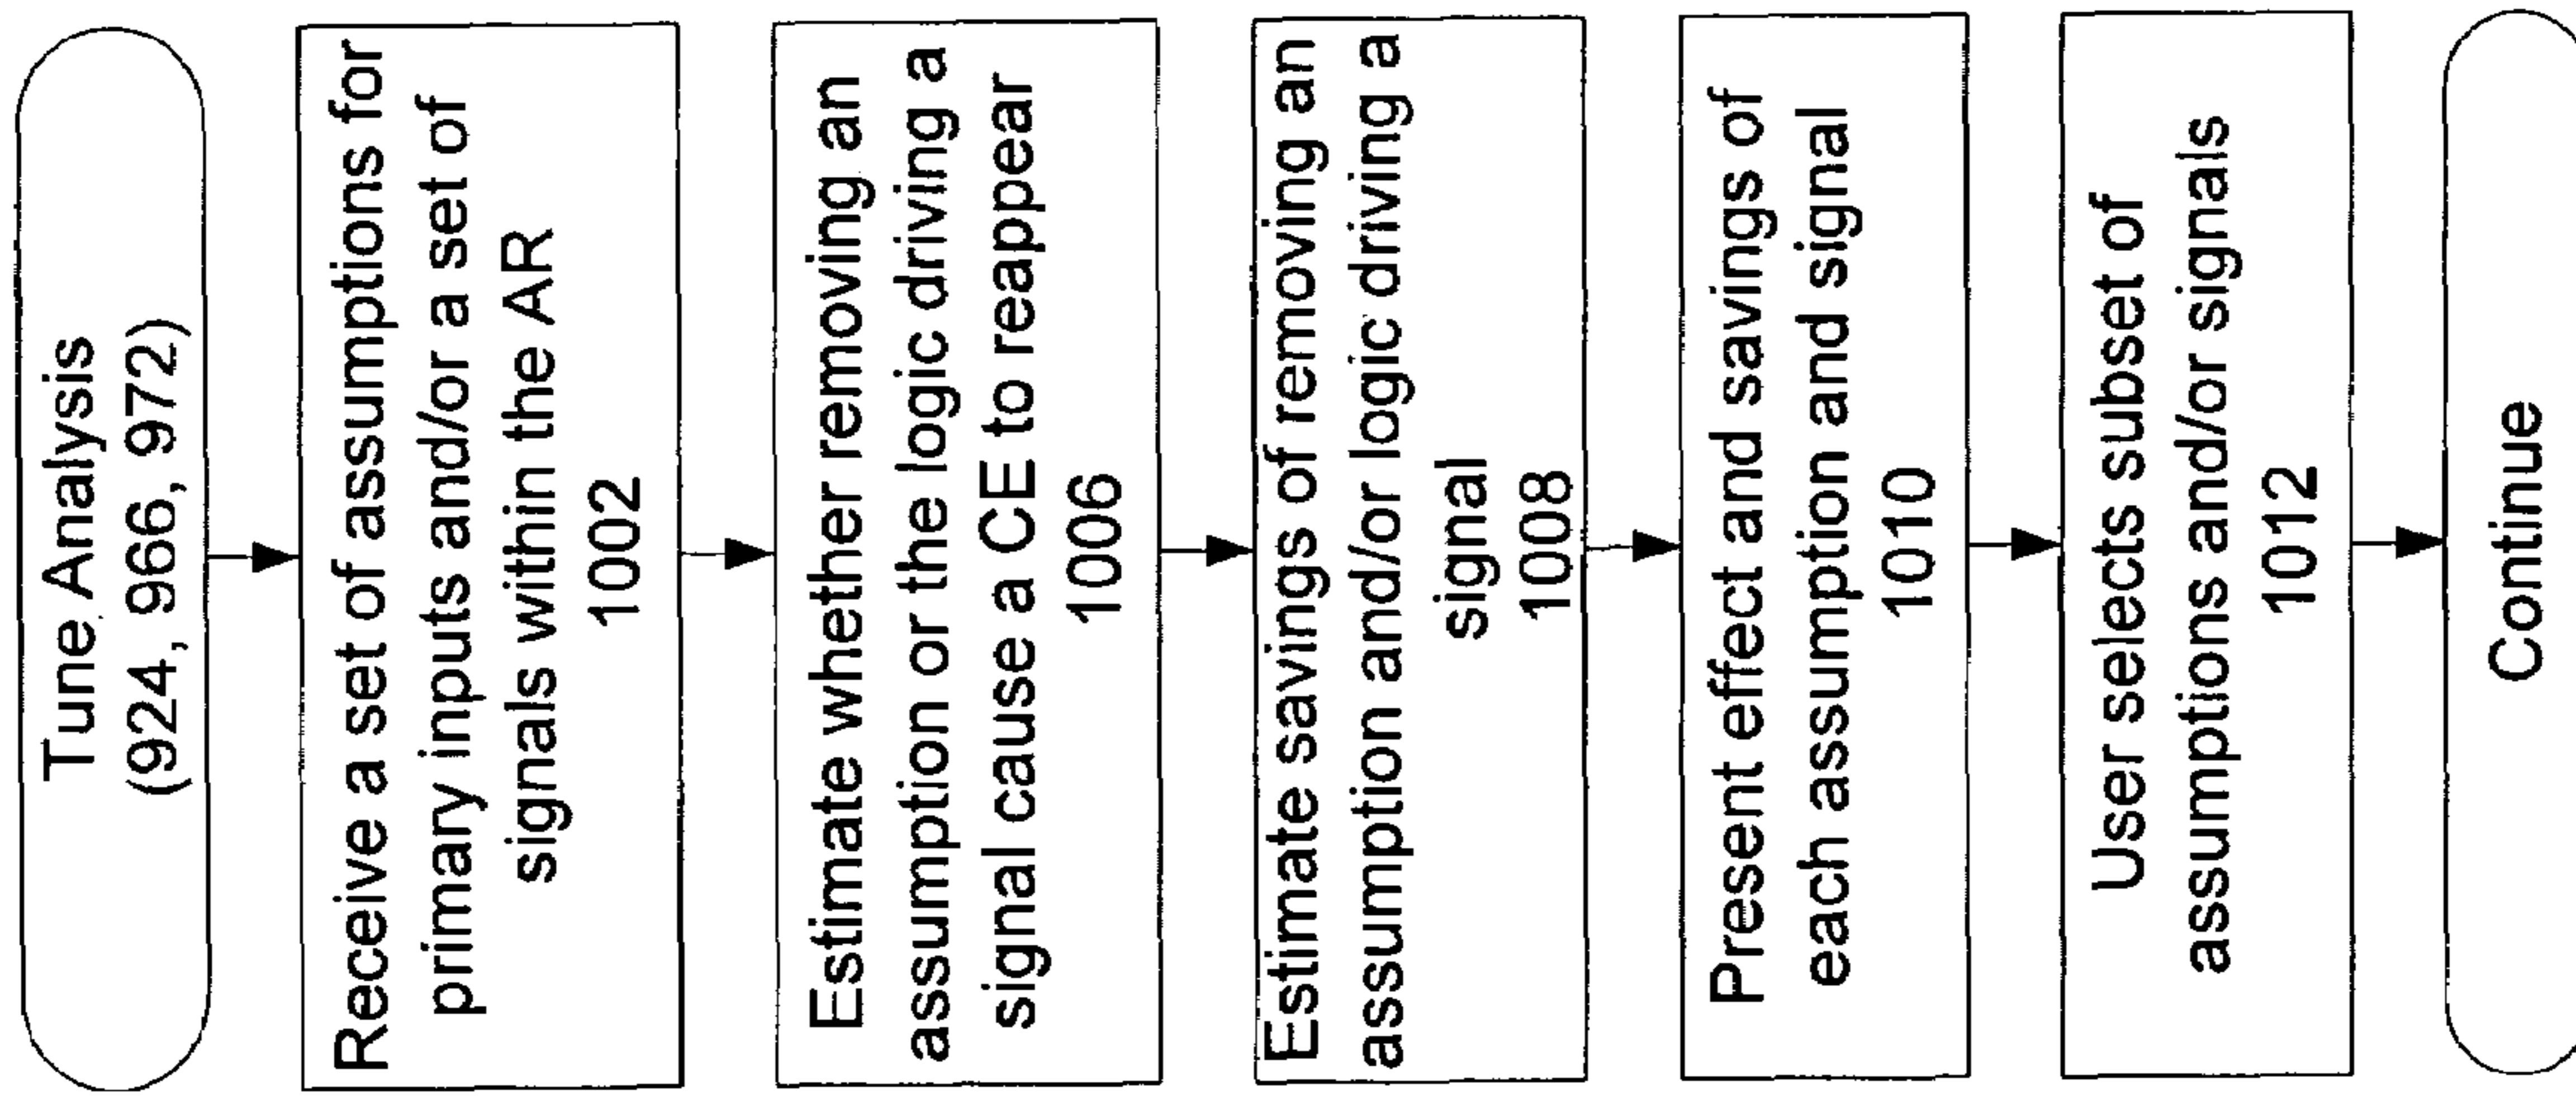 Tune Analysis
(924, 966, 972)
Receive a set of assumptions for
primary inputs and/or a set of
signals within the AR
1002
Estimate whether removing an
assumption or the logic driving a
signal cause a CE to reappear
1006
Estimate savings of removing an
assumption and/or logic driving a
signal
1008
Present effect and savings of
each assumption and signal
1010
User selects subset of
assumptions and/or signals
1012
Continue